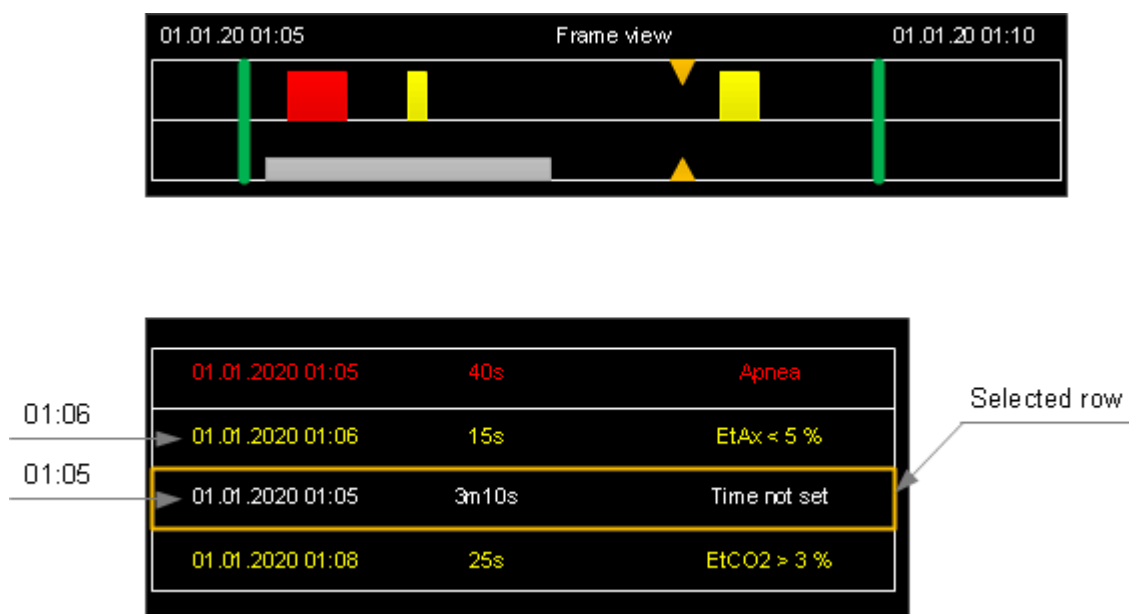 01.01.20 01:05 Frame view 01.01.20 01:10
01.01.2020 01:05 40s Apnea
Selected row
01:06
01.01.2020 01:06 15s EtAx < 5 %
01:05
01.01.2020 01:05 3m10s Time not set
01.01.2020 01:08 25s EtCO2 > 3 %